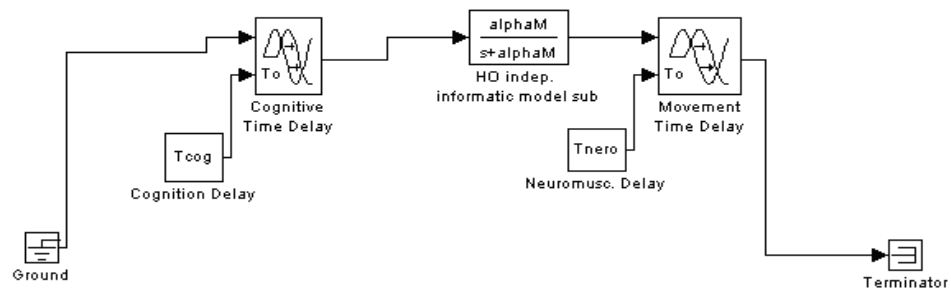 alphaM
s+alphaM
HO indep.
informatic model sub
To
Cognitive
Time Delay
To
Movement
Time Delay
Tcog
Cognition Delay
Tnero
Neuromusc. Delay
Ground
Terminator